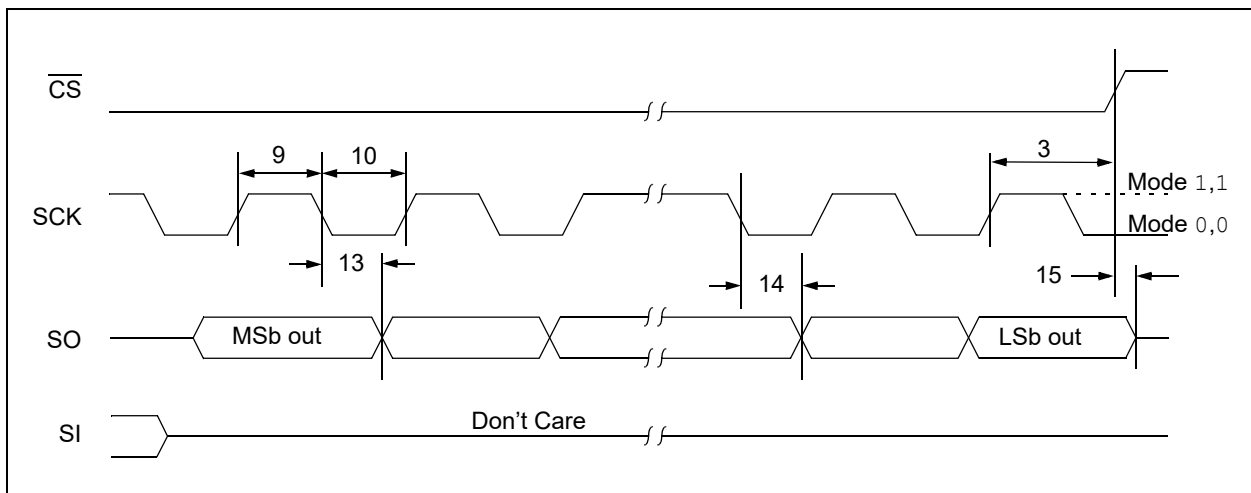 CS
9
10
3
SCK
Mode 1,1
Mode 0,0
13
14
15
SO
MSb out
LSb out
SI
Don't Care